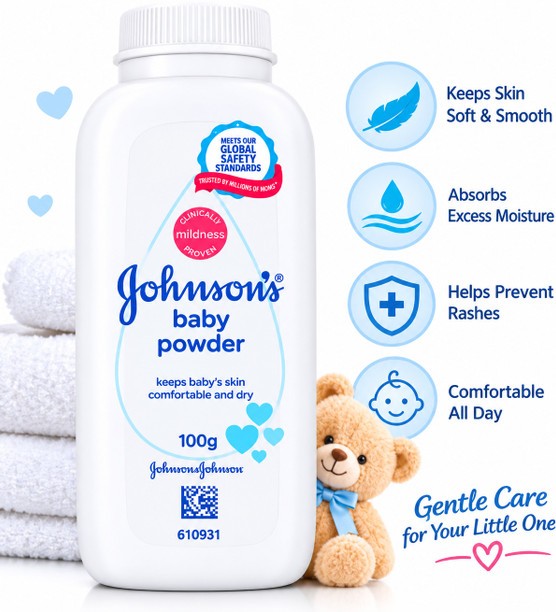 MEETS OUR
GLOBAL
SAFETY
STANDARDS
TRUSTED BY MILLIONS OF MOMS*
CLINICALLY
mildness
PROVEN
Johnson's®
baby
powder
keeps baby's skin
comfortable and dry
100g
Johnson&Johnson
610931
Keeps Skin
Soft & Smooth
Absorbs
Excess Moisture
Helps Prevent
Rashes
Comfortable
All Day
Gentle Care
for Your Little One